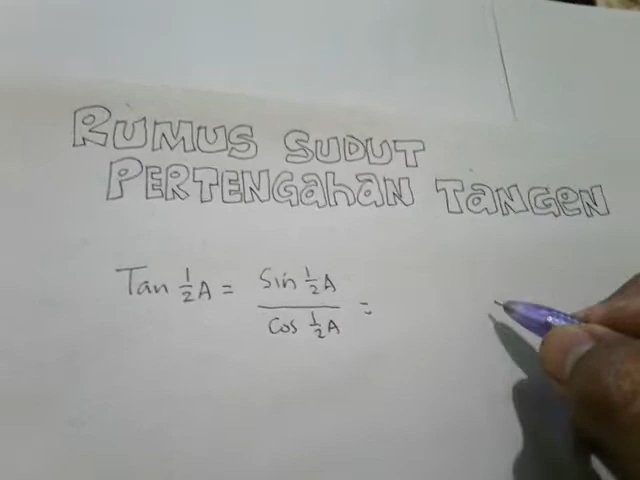 RUMUS SUDUT
PERTENGAhAN TANGEN
Tan ½A = Sin ½A / Cos ½A =